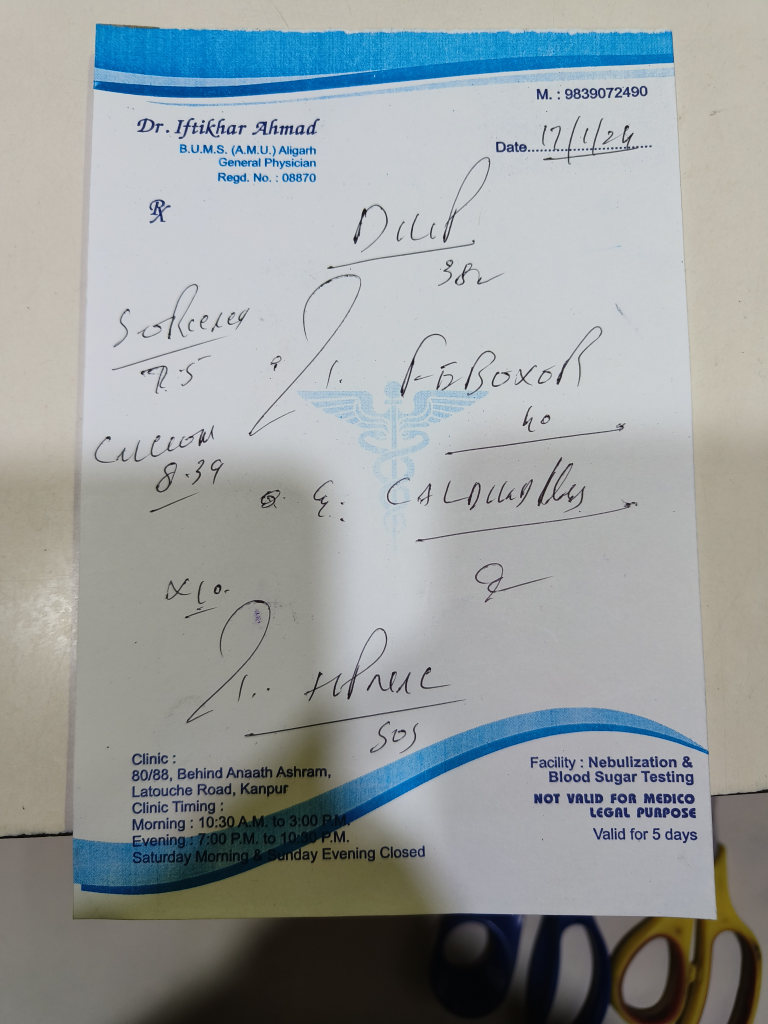 M. : 9839072490
Dr. Iftikhar Ahmad
B.U.M.S. (A.M.U.) Aligarh
General Physician
Regd. No. : 08870
Date 17/1/24
Rx
DILIP
38
7.5
FEBOXOR
40
8.39
x10.
SOS
Clinic :
80/88, Behind Anaath Ashram,
Latouche Road, Kanpur
Clinic Timing :
Morning : 10:30 A.M. to 3:00 P.M.
Evening : 7:00 P.M. to 10:30 P.M.
Saturday Morning & Sunday Evening Closed
Facility : Nebulization &
Blood Sugar Testing
NOT VALID FOR MEDICO
LEGAL PURPOSE
Valid for 5 days